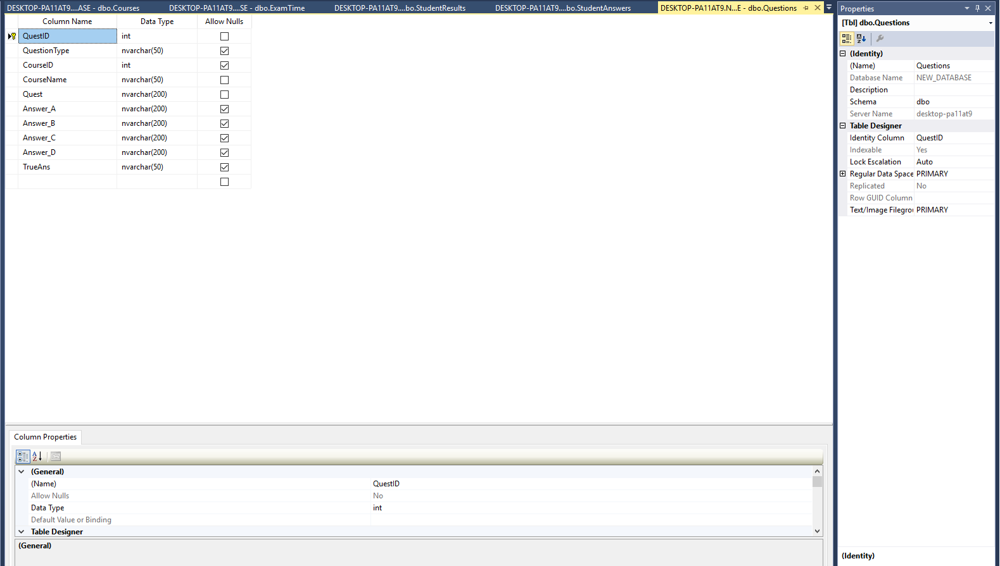 DESKTOP-PA11AT9....ASE - dbo.Courses
DESKTOP-PA11AT9....SE - dbo.ExamTime
DESKTOP-PA11AT9....bo.StudentResults
DESKTOP-PA11AT9....bo.StudentAnswers
DESKTOP-PA11AT9.N...E - dbo.Questions
Column Name Data Type Allow Nulls
QuestID int
QuestionType nvarchar(50)
CourseID int
CourseName nvarchar(50)
Quest nvarchar(200)
Answer_A nvarchar(200)
Answer_B nvarchar(200)
Answer_C nvarchar(200)
Answer_D nvarchar(200)
TrueAns nvarchar(50)
Column Properties
(General)
(Name) QuestID
Allow Nulls No
Data Type int
Default Value or Binding
Table Designer
(General)
Properties
[Tbl] dbo.Questions
(Identity)
(Name) Questions
Database Name NEW_DATABASE
Description
Schema dbo
Server Name desktop-pa11at9
Table Designer
Identity Column QuestID
Indexable Yes
Lock Escalation Auto
Regular Data Space PRIMARY
Replicated No
Row GUID Column
Text/Image Filegrou PRIMARY
(Identity)